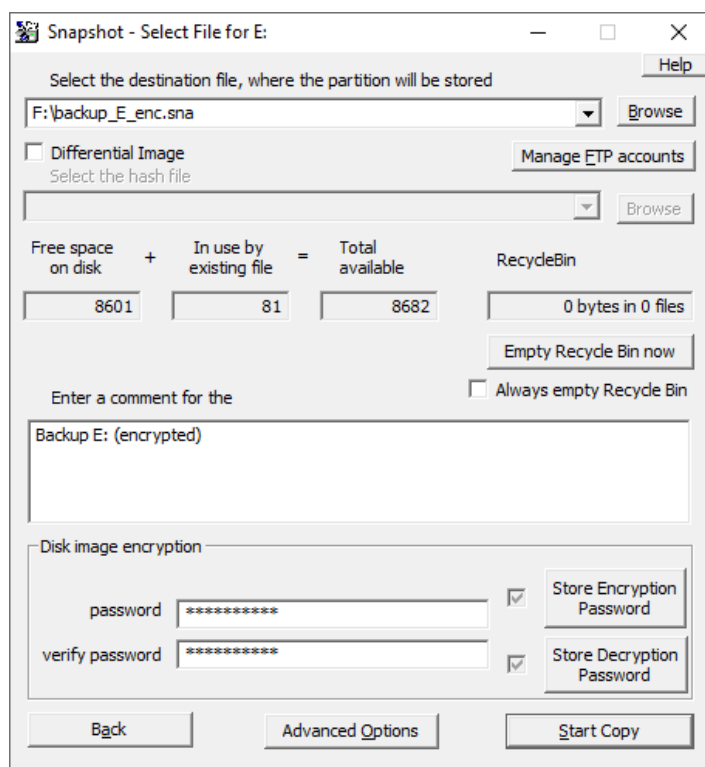 Snapshot - Select File for E:
Help
Select the destination file, where the partition will be stored
F:\backup_E_enc.sna
Browse
Differential Image
Manage FTP accounts
Select the hash file
Browse
Free space
on disk
+
In use by
existing file
=
Total
available
RecycleBin
8601
81
8682
0 bytes in 0 files
Empty Recycle Bin now
Always empty Recycle Bin
Enter a comment for the
Backup E: (encrypted)
Disk image encryption
password
**********
Store Encryption
Password
verify password
**********
Store Decryption
Password
Back
Advanced Options
Start Copy